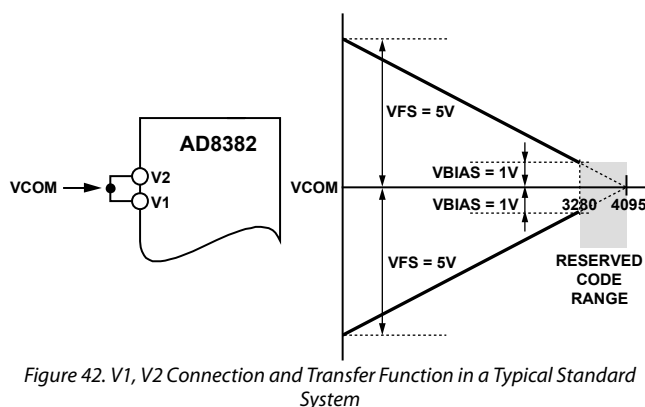 AD8382
VCOM
V2
V1
VFS = 5V
VBIAS = 1V
VCOM
VBIAS = 1V
3280 4095
VFS = 5V
RESERVED
CODE
RANGE
Figure 42. V1, V2 Connection and Transfer Function in a Typical Standard
System